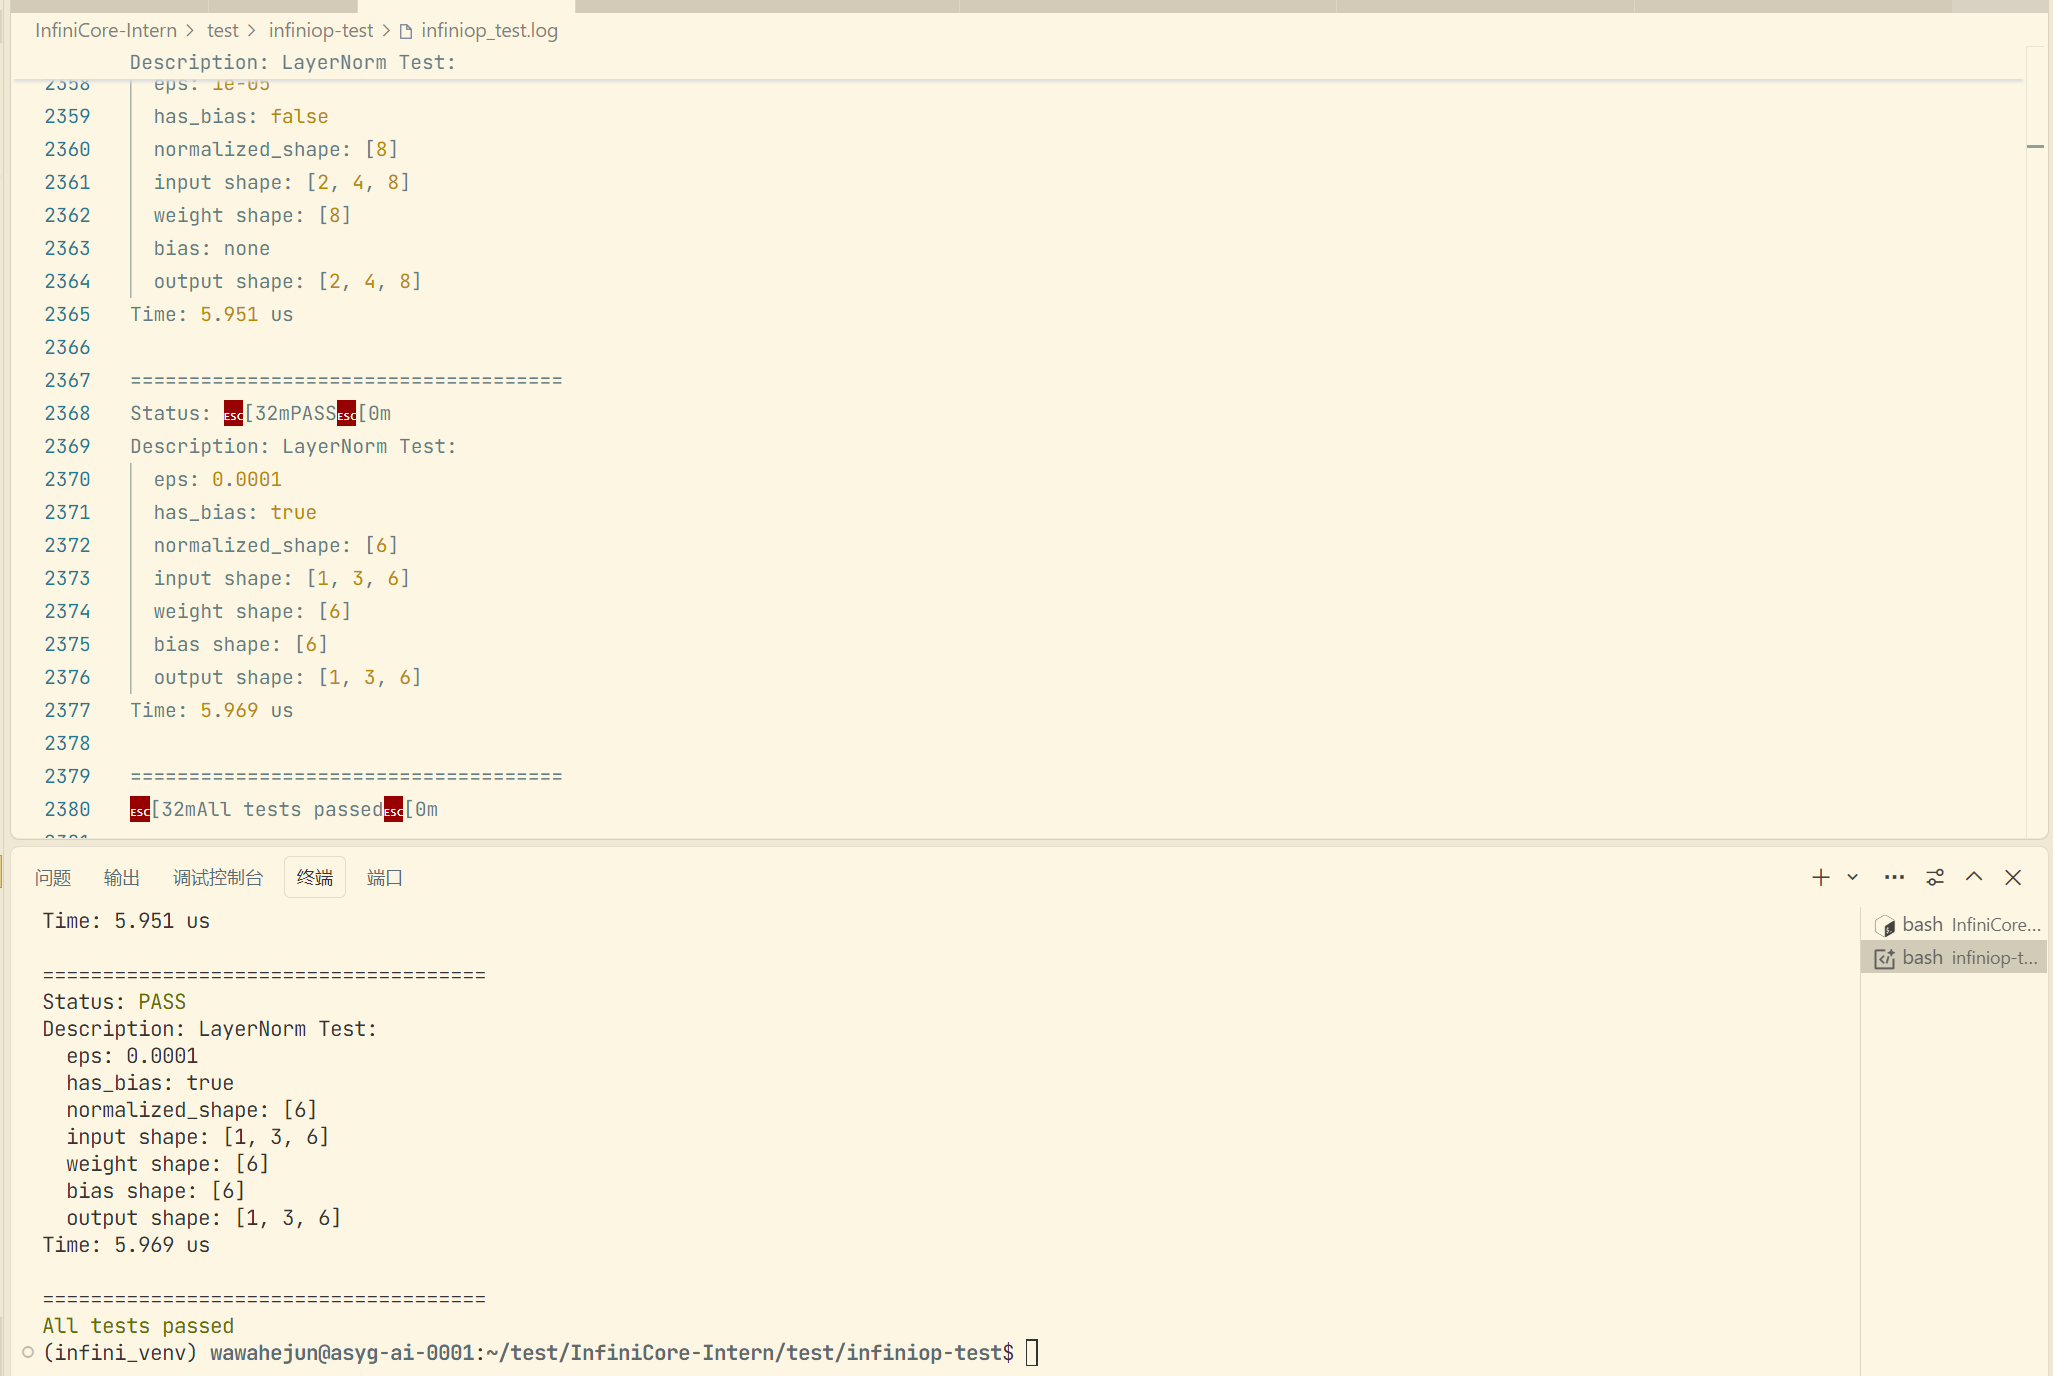 InfiniCore-Intern > test > infiniop-test > infiniop_test.log
Description: LayerNorm Test:
2358 eps: 1e-05
2359 has_bias: false
2360 normalized_shape: [8]
2361 input shape: [2, 4, 8]
2362 weight shape: [8]
2363 bias: none
2364 output shape: [2, 4, 8]
2365 Time: 5.951 us
2366
2367 =====================================
2368 Status: ESC[32mPASSESC[0m
2369 Description: LayerNorm Test:
2370 eps: 0.0001
2371 has_bias: true
2372 normalized_shape: [6]
2373 input shape: [1, 3, 6]
2374 weight shape: [6]
2375 bias shape: [6]
2376 output shape: [1, 3, 6]
2377 Time: 5.969 us
2378
2379 =====================================
2380 ESC[32mAll tests passedESC[0m
问题 输出 调试控制台 终端 端口
Time: 5.951 us
=====================================
Status: PASS
Description: LayerNorm Test:
eps: 0.0001
has_bias: true
normalized_shape: [6]
input shape: [1, 3, 6]
weight shape: [6]
bias shape: [6]
output shape: [1, 3, 6]
Time: 5.969 us
=====================================
All tests passed
(infini_venv) wawahejun@asyg-ai-0001:~/test/InfiniCore-Intern/test/infiniop-test$
bash InfiniCore...
bash infiniop-t...